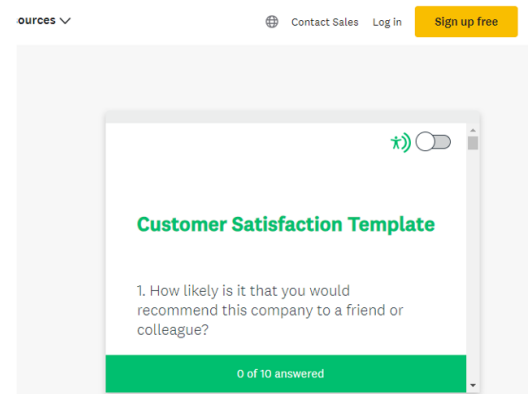 ources
Contact Sales Log in Sign up free
Customer Satisfaction Template
1. How likely is it that you would
recommend this company to a friend or
colleague?
0 of 10 answered